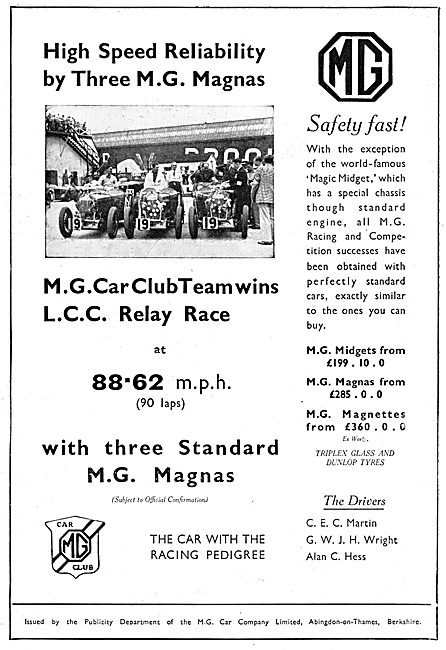 High Speed Reliability
by Three M.G. Magnas
9
19
19
M.G. Car Club Team wins
L.C.C. Relay Race
at
88·62 m.p.h.
(90 laps)
with three Standard
M.G. Magnas
(Subject to Official Confirmation)
CAR
MG
CLUB
THE CAR WITH THE
RACING PEDIGREE
MG
Safety fast!
With the exception
of the world-famous
'Magic Midget,' which
has a special chassis
though standard
engine, all M.G.
Racing and Compe-
tition successes have
been obtained with
perfectly standard
cars, exactly similar
to the ones you can
buy.
M.G. Midgets from
£199 . 10 . 0
M.G. Magnas from
£285 . 0 . 0
M.G. Magnettes
from £360 . 0 . 0
Ex Works.
TRIPLEX GLASS AND
DUNLOP TYRES
The Drivers
C. E. C. Martin
G. W. J. H. Wright
Alan C. Hess
Issued by the Publicity Department of the M.G. Car Company Limited, Abingdon-on-Thames, Berkshire.